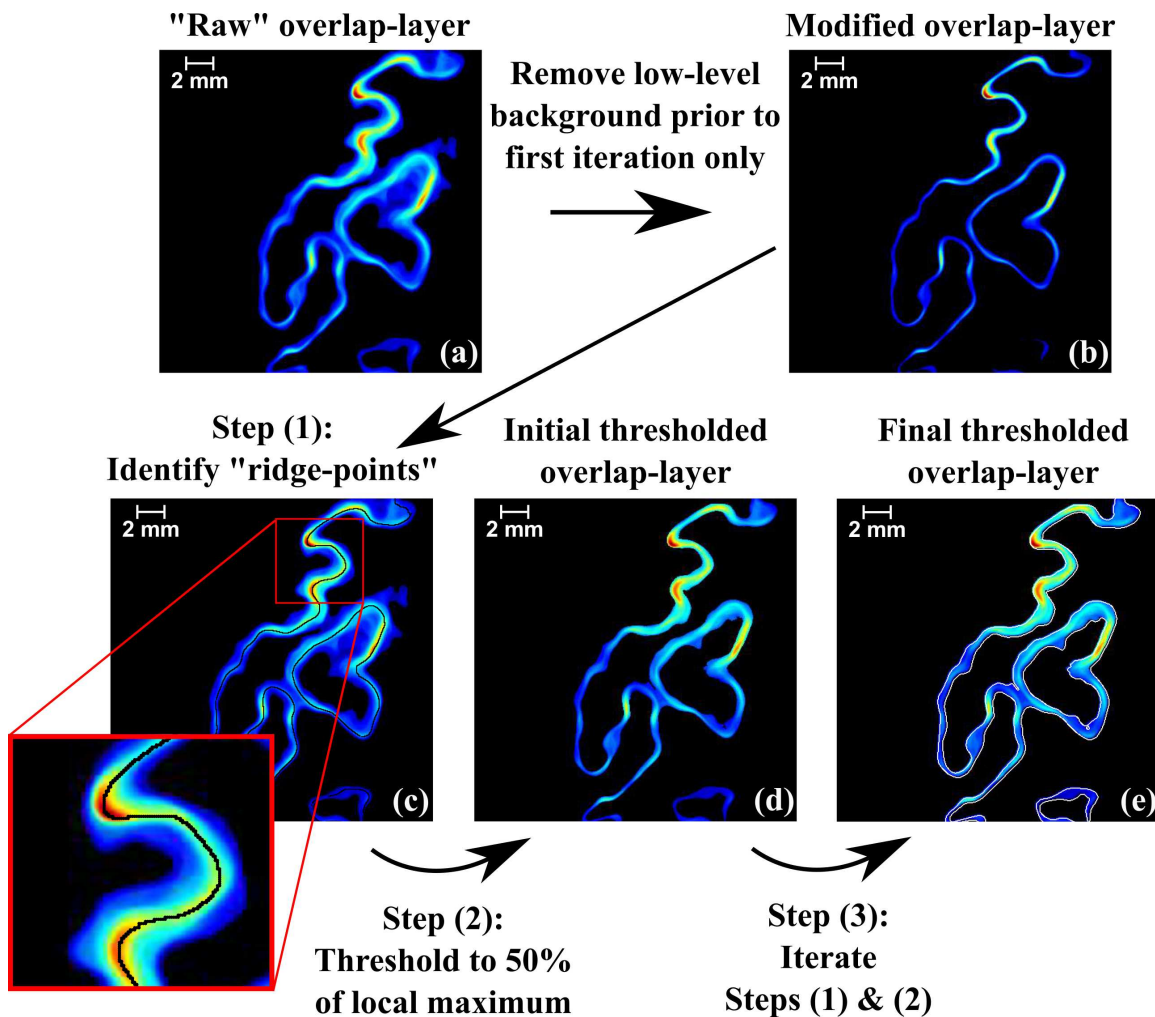 "Raw" overlap-layer
2 mm
(a)
Remove low-level
background prior to
first iteration only
Modified overlap-layer
2 mm
(b)
Step (1):
Identify "ridge-points"
2 mm
(c)
Initial thresholded
overlap-layer
2 mm
(d)
Final thresholded
overlap-layer
2 mm
(e)
Step (2):
Threshold to 50%
of local maximum
Step (3):
Iterate
Steps (1) & (2)